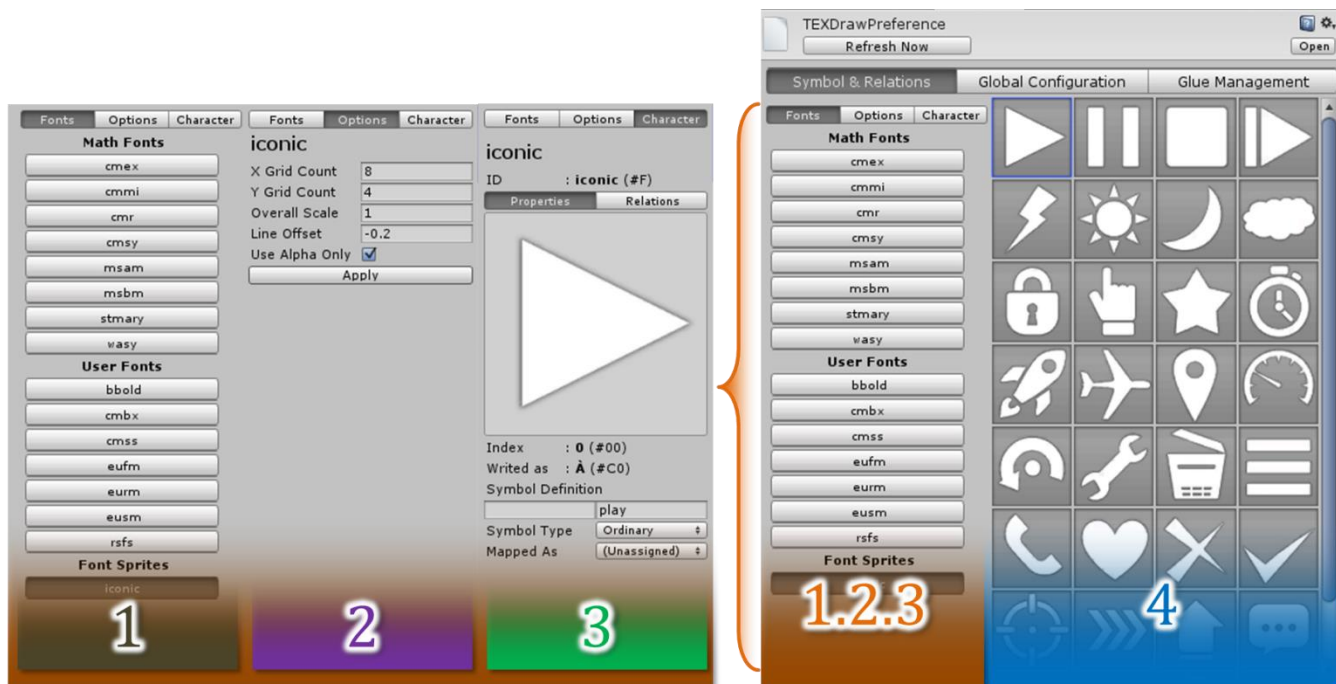 Fonts Options Character
Math Fonts
cmex
cmmi
cmr
cmsy
msam
msbm
stmary
wasy
User Fonts
bbold
cmbx
cmss
eufm
eurm
eusm
rsfs
Font Sprites
iconic
1
Fonts Options Character
iconic
X Grid Count 8
Y Grid Count 4
Overall Scale 1
Line Offset -0.2
Use Alpha Only
Apply
2
Fonts Options Character
iconic
ID : iconic (#F)
Properties Relations
Index : 0 (#00)
Writed as : À (#C0)
Symbol Definition
play
Symbol Type Ordinary
Mapped As (Unassigned)
3
TEXDrawPreference
Refresh Now Open
Symbol & Relations Global Configuration Glue Management
Fonts Options Character
Math Fonts
cmex
cmmi
cmr
cmsy
msam
msbm
stmary
wasy
User Fonts
bbold
cmbx
cmss
eufm
eurm
eusm
rsfs
Font Sprites
1.2.3
4